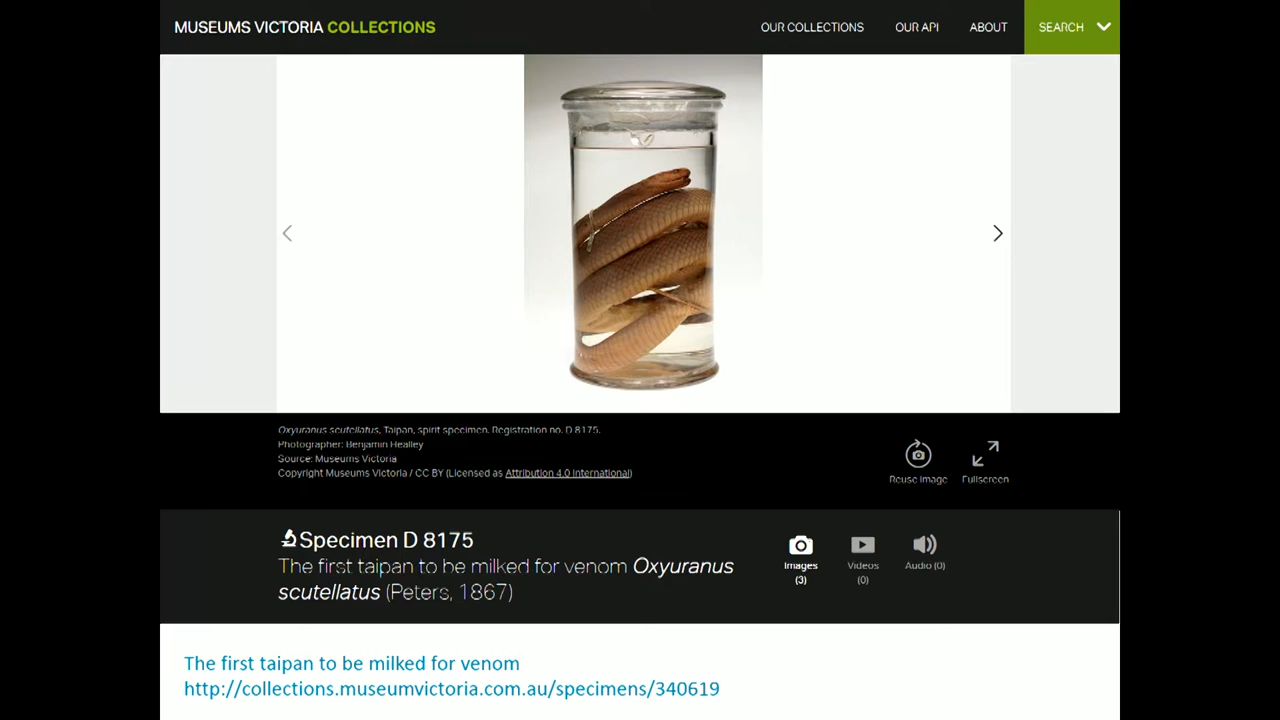 MUSEUMS VICTORIA COLLECTIONS
OUR COLLECTIONS
OUR API
ABOUT
SEARCH
Oxyuranus scutellatus, Taipan, spirit specimen. Registration no. D 8175.
Photographer: Benjamin Healley
Source: Museums Victoria
Copyright Museums Victoria / CC BY (Licensed as Attribution 4.0 International)
Reuse Image
Fullscreen
Specimen D 8175
The first taipan to be milked for venom Oxyuranus
scutellatus (Peters, 1867)
Images
(3)
Videos
(0)
Audio (0)
The first taipan to be milked for venom
http://collections.museumvictoria.com.au/specimens/340619